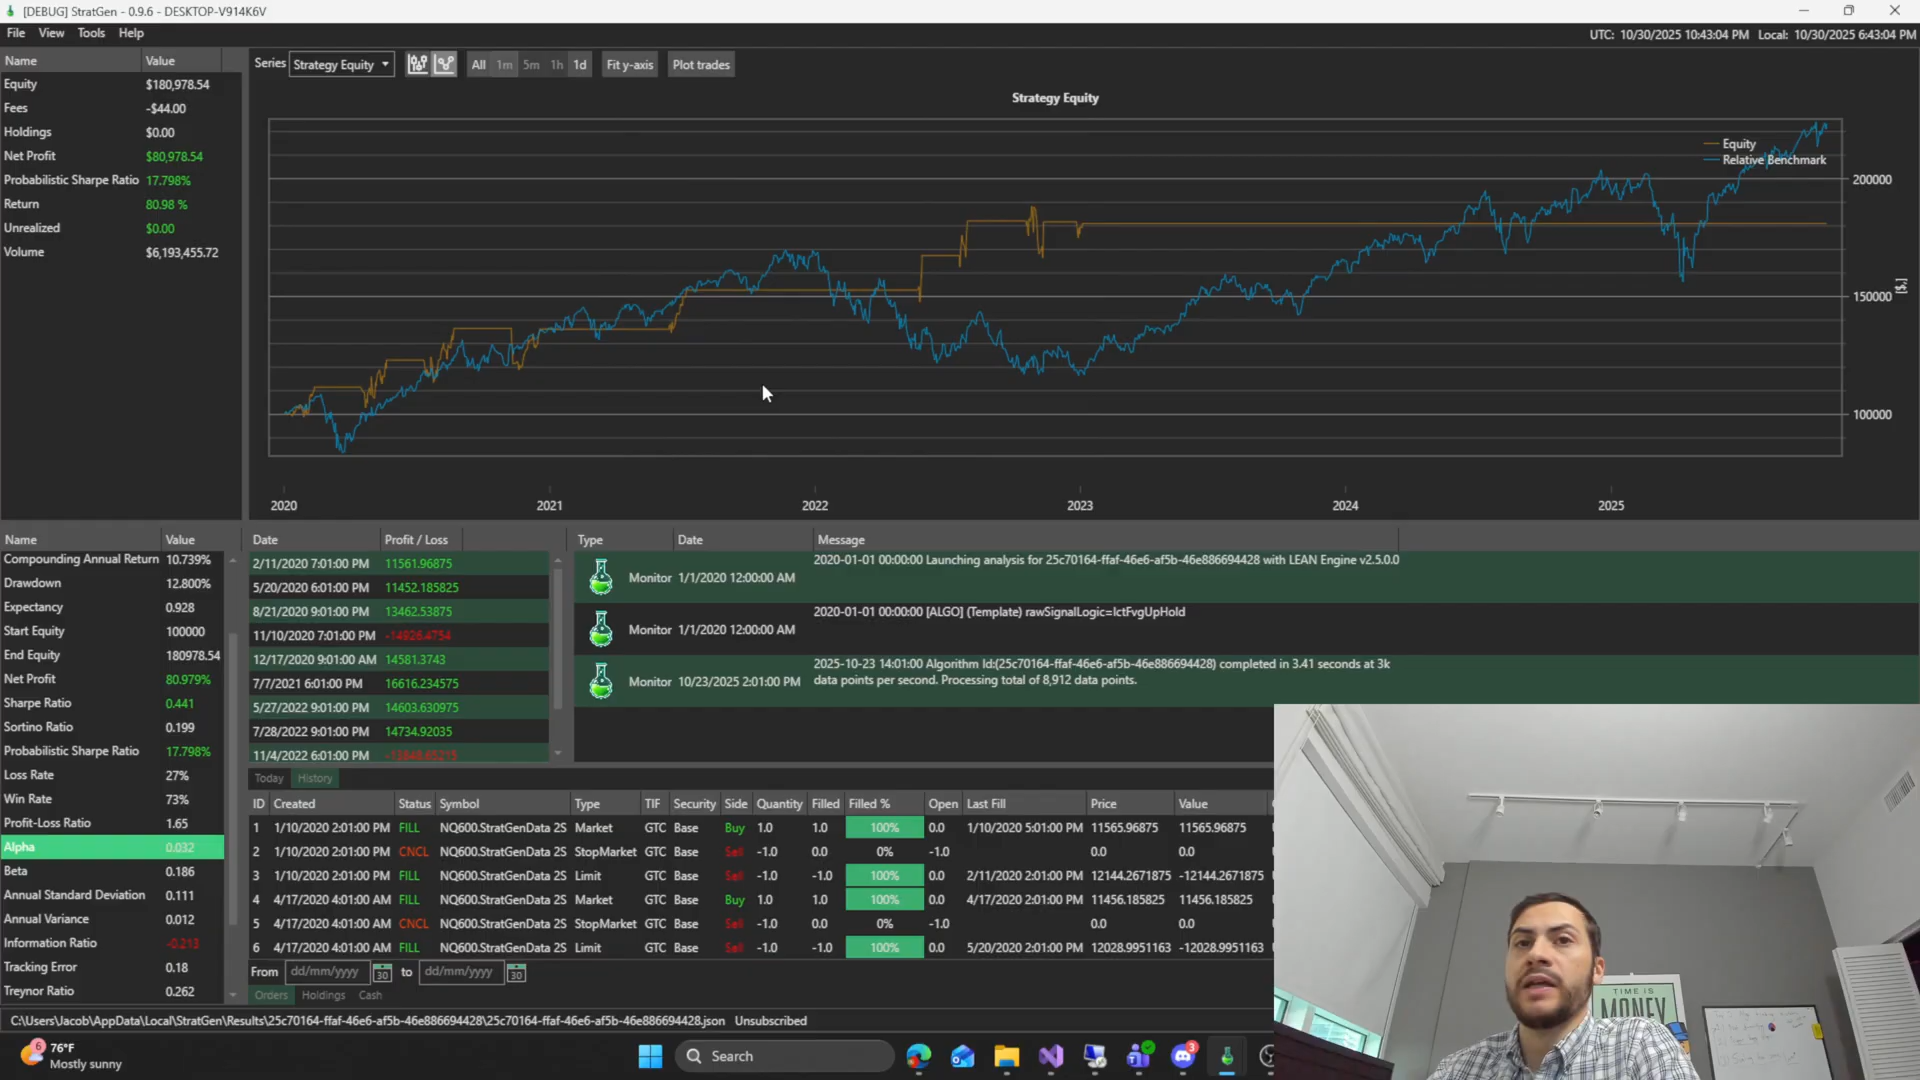 [DEBUG] StratGen - 0.9.6 - DESKTOP-V914K6V
File View Tools Help
UTC: 10/30/2025 10:43:04 PM Local: 10/30/2025 6:43:04 PM
Name Value
Equity $180,978.54
Fees -$44.00
Holdings $0.00
Net Profit $80,978.54
Probabilistic Sharpe Ratio 17.798%
Return 80.98 %
Unrealized $0.00
Volume $6,193,455.72
Series Strategy Equity All 1m 5m 1h 1d Fit y-axis Plot trades
Strategy Equity
Equity
Relative Benchmark
200000
150000
100000
[$]
2020 2021 2022 2023 2024 2025
Name Value
Compounding Annual Return 10.739%
Drawdown 12.800%
Expectancy 0.928
Start Equity 100000
End Equity 180978.54
Net Profit 80.979%
Sharpe Ratio 0.441
Sortino Ratio 0.199
Probabilistic Sharpe Ratio 17.798%
Loss Rate 27%
Win Rate 73%
Profit-Loss Ratio 1.65
Alpha 0.032
Beta 0.186
Annual Standard Deviation 0.111
Annual Variance 0.012
Information Ratio -0.213
Tracking Error 0.18
Treynor Ratio 0.262
Date Profit / Loss
2/11/2020 7:01:00 PM 11561.96875
5/20/2020 6:01:00 PM 11452.185825
8/21/2020 9:01:00 PM 13462.53875
11/10/2020 7:01:00 PM -14926.4754
12/17/2020 9:01:00 AM 14581.3743
7/7/2021 6:01:00 PM 16616.234575
5/27/2022 9:01:00 PM 14603.630975
7/28/2022 9:01:00 PM 14734.92035
11/4/2022 6:01:00 PM
Type Date Message
Monitor 1/1/2020 12:00:00 AM 2020-01-01 00:00:00 Launching analysis for 25c70164-ffaf-46e6-af5b-46e886694428 with LEAN Engine v2.5.0.0
Monitor 1/1/2020 12:00:00 AM 2020-01-01 00:00:00 [ALGO] (Template) rawSignalLogic=IctFvgUpHold
Monitor 10/23/2025 2:01:00 PM 2025-10-23 14:01:00 Algorithm Id:(25c70164-ffaf-46e6-af5b-46e886694428) completed in 3.41 seconds at 3k
data points per second. Processing total of 8,912 data points.
Today History
ID Created Status Symbol Type TIF Security Side Quantity Filled Filled % Open Last Fill Price Value
1 1/10/2020 2:01:00 PM FILL NQ600.StratGenData 2S Market GTC Base Buy 1.0 1.0 100% 0.0 1/10/2020 5:01:00 PM 11565.96875 11565.96875
2 1/10/2020 2:01:00 PM CNCL NQ600.StratGenData 2S StopMarket GTC Base Sell -1.0 0.0 0% -1.0 0.0 0.0
3 1/10/2020 2:01:00 PM FILL NQ600.StratGenData 2S Limit GTC Base Sell -1.0 -1.0 100% 0.0 2/11/2020 2:01:00 PM 12144.2671875 -12144.2671875
4 4/17/2020 4:01:00 AM FILL NQ600.StratGenData 2S Market GTC Base Buy 1.0 1.0 100% 0.0 4/17/2020 2:01:00 PM 11456.185825 11456.185825
5 4/17/2020 4:01:00 AM CNCL NQ600.StratGenData 2S StopMarket GTC Base Sell -1.0 0.0 0% -1.0 0.0 0.0
6 4/17/2020 4:01:00 AM FILL NQ600.StratGenData 2S Limit GTC Base Sell -1.0 -1.0 100% 0.0 5/20/2020 2:01:00 PM 12028.9951163 -12028.9951163
From dd/mm/yyyy 30 to dd/mm/yyyy 30
Orders Holdings Cash
C:\Users\Jacob\AppData\Local\StratGen\Results\25c70164-ffaf-46e6-af5b-46e886694428\25c70164-ffaf-46e6-af5b-46e886694428.json Unsubscribed
6
76°F
Mostly sunny
Search
3
TIME IS
MONEY